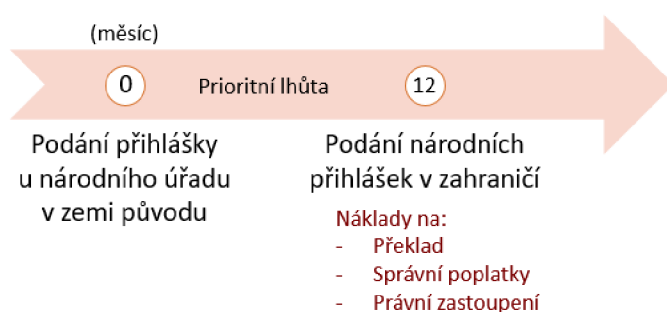 (měsíc)
0
Prioritní lhůta
12
Podání přihlášky
u národního úřadu
v zemi původu
Podání národních
přihlášek v zahraničí
Náklady na:
- Překlad
- Správní poplatky
- Právní zastoupení